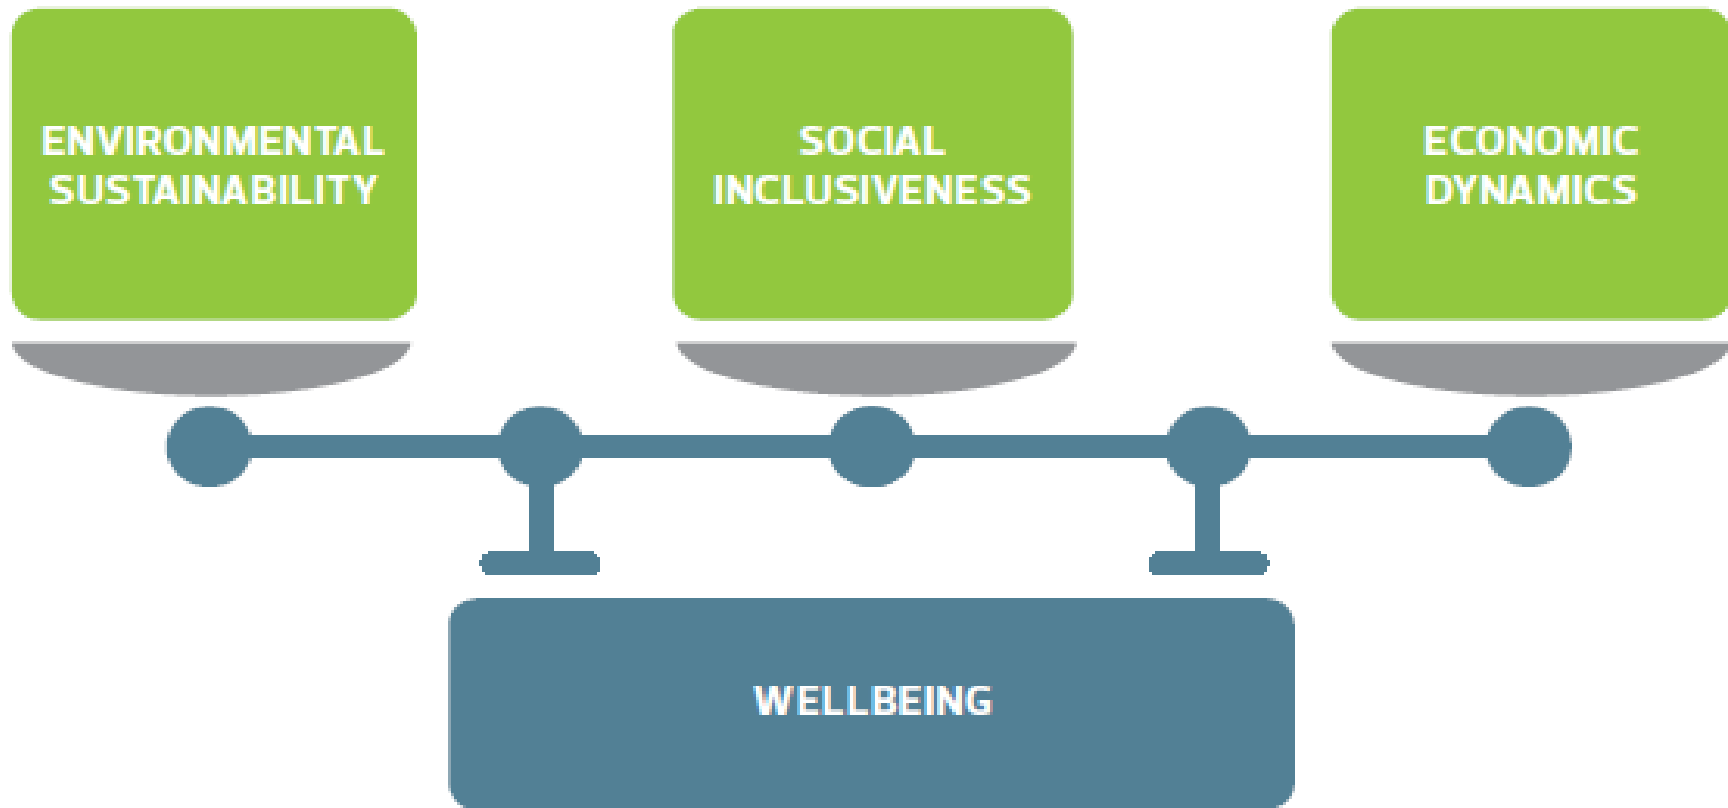 ENVIRONMENTAL
SUSTAINABILITY
SOCIAL
INCLUSIVENESS
ECONOMIC
DYNAMICS
WELLBEING